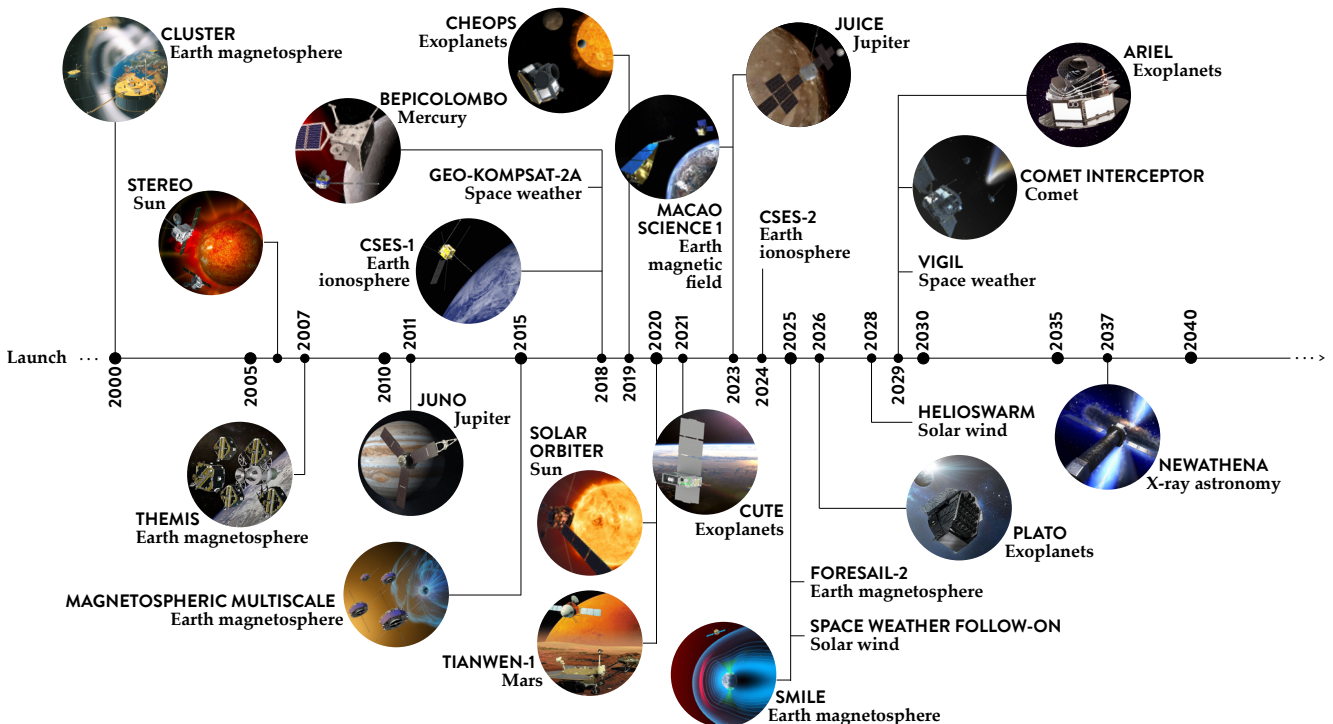 CLUSTER
Earth magnetosphere
STEREO
Sun
BEPICOLOMBO
Mercury
CHEOPS
Exoplanets
GEO-KOMPSAT-2A
Space weather
CSES-1
Earth
ionosphere
MACAO
SCIENCE 1
Earth
magnetic
field
JUICE
Jupiter
CSES-2
Earth
ionosphere
ARIEL
Exoplanets
COMET INTERCEPTOR
Comet
VIGIL
Space weather
Launch
2000
2005
2007
2010
2011
2015
2018
2019
2020
2021
2023
2024
2025
2026
2028
2029
2030
2035
2037
2040
THEMIS
Earth magnetosphere
JUNO
Jupiter
MAGNETOSPHERIC MULTISCALE
Earth magnetosphere
SOLAR
ORBITER
Sun
TIANWEN-1
Mars
CUTE
Exoplanets
SMILE
Earth magnetosphere
FORESAIL-2
Earth magnetosphere
SPACE WEATHER FOLLOW-ON
Solar wind
HELIOSWARM
Solar wind
PLATO
Exoplanets
NEWATHENA
X-ray astronomy